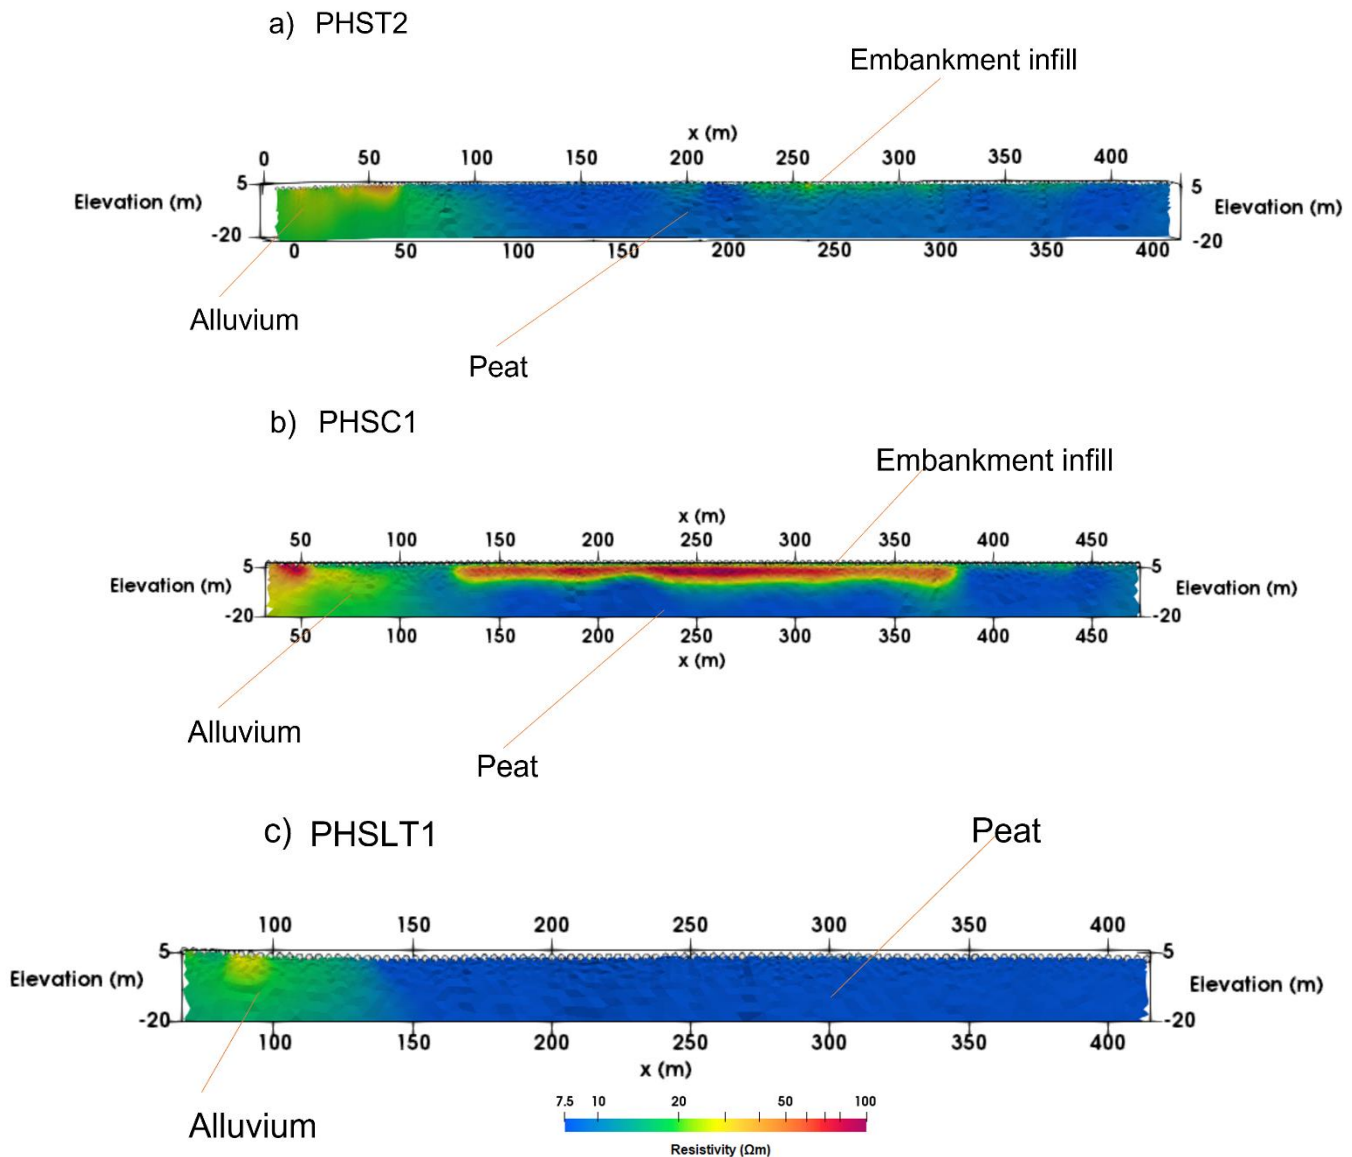 a) PHST2
Embankment infill
x (m)
0 50 100 150 200 250 300 350 400
5 5
Elevation (m) Elevation (m)
-20 -20
0 50 100 150 200 250 300 350 400
Alluvium
Peat
b) PHSC1
Embankment infill
x (m)
50 100 150 200 250 300 350 400 450
5 5
Elevation (m) Elevation (m)
-20 -20
50 100 150 200 250 300 350 400 450
x (m)
Alluvium
Peat
c) PHSLT1
Peat
100 150 200 250 300 350 400
5 5
Elevation (m) Elevation (m)
-20 -20
100 150 200 250 300 350 400
x (m)
Alluvium
7.5 10 20 50 100
Resistivity (Ωm)